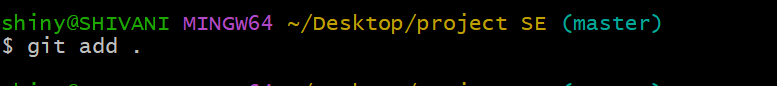 shiny@SHIVANI MINGW64 ~/Desktop/project SE (master)
$ git add .